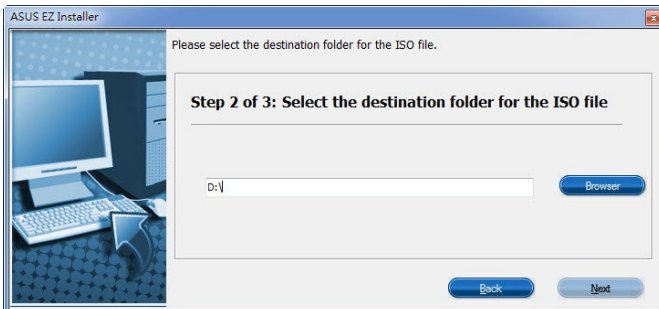 ASUS EZ Installer
Please select the destination folder for the ISO file.
Step 2 of 3: Select the destination folder for the ISO file
D:\
Browser
Back
Next